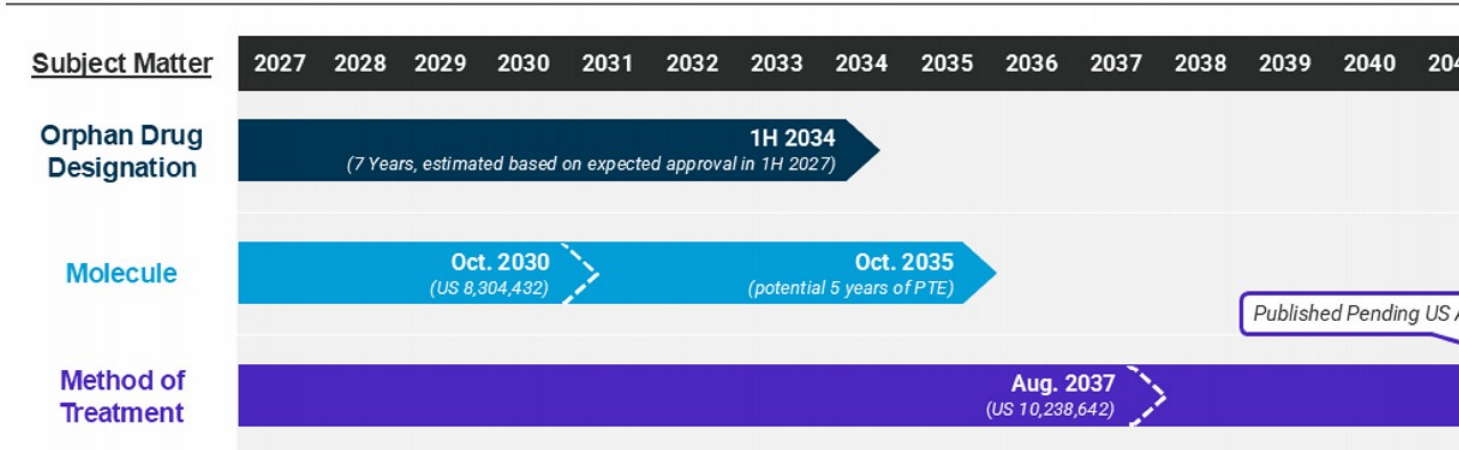 Subject Matter 2027 2028 2029 2030 2031 2032 2033 2034 2035 2036 2037 2038 2039 2040
Orphan Drug
Designation
1H 2034
(7 Years, estimated based on expected approval in 1H 2027)
Molecule
Oct. 2030
(US 8,304,432)
Oct. 2035
(potential 5 years of PTE)
Published Pending US
Method of
Treatment
Aug. 2037
(US 10,238,642)